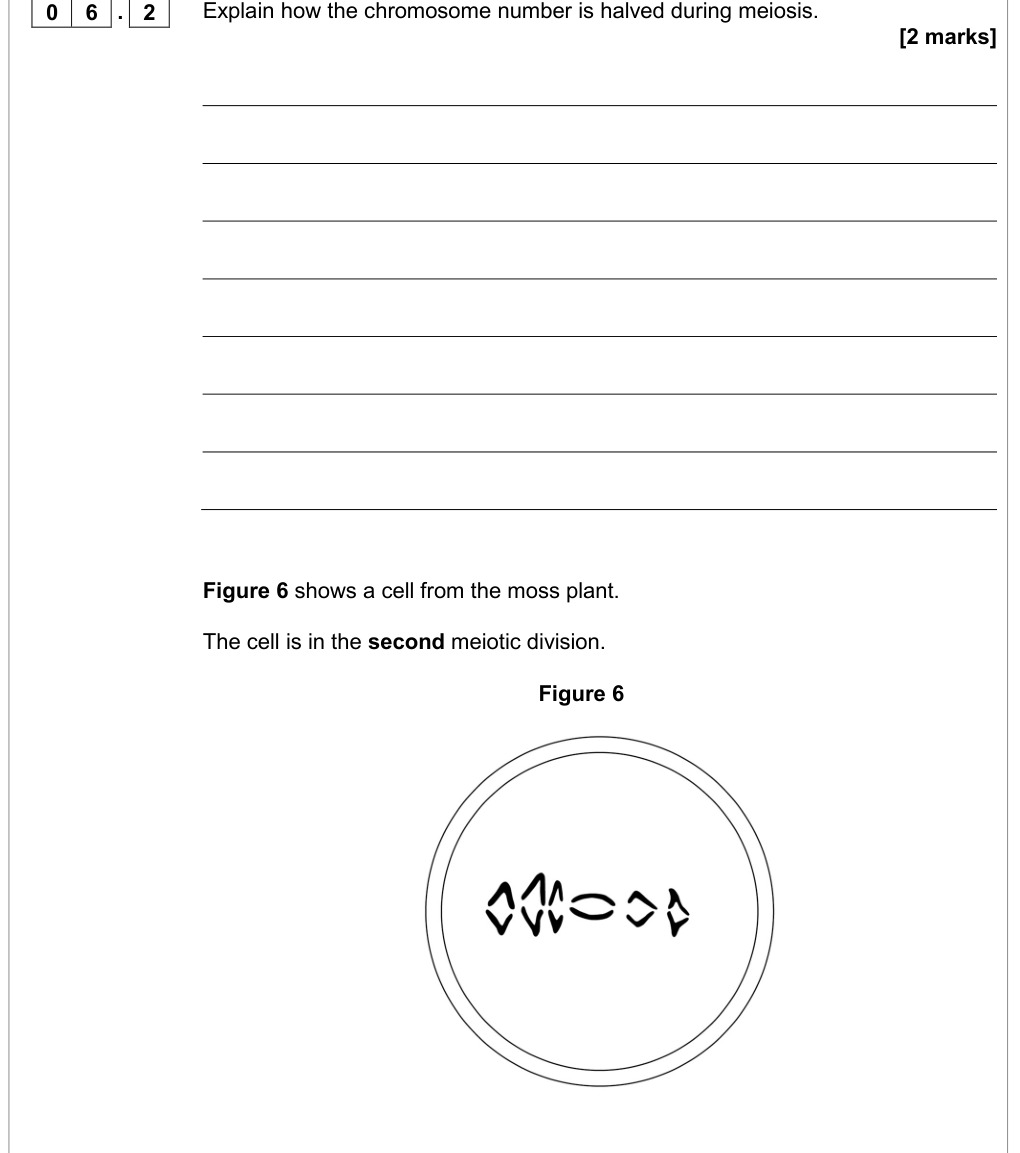 0 6 . 2 Explain how the chromosome number is halved during meiosis.
[2 marks]
Figure 6 shows a cell from the moss plant.
The cell is in the second meiotic division.
Figure 6